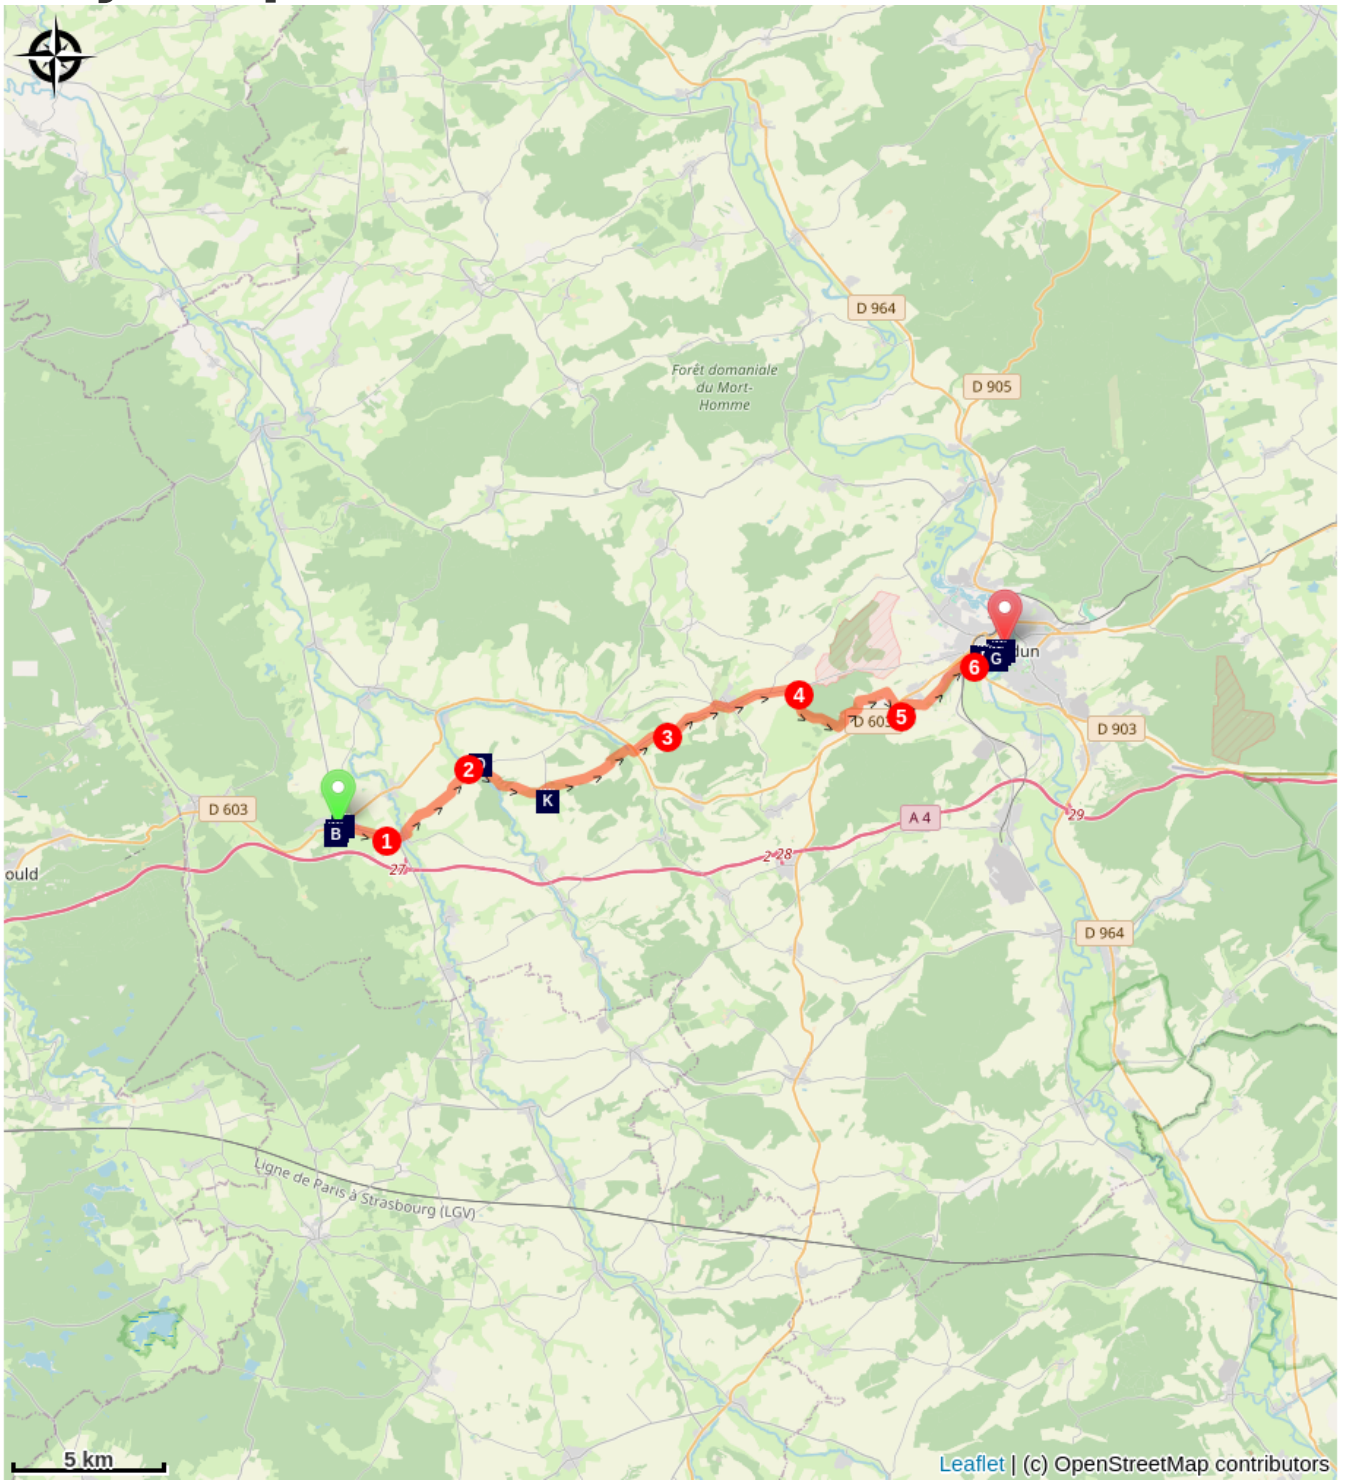 D 964
Forêt domaniale
du Mort-
Homme
D 905
6
G
dun
4
5
D 603
3
D 903
2
K
D 603
B
1
A 4
29
2
28
27
ould
D 964
Ligne de Paris à Strasbourg (LGV)
5 km
Leaflet | (c) OpenStreetMap contributors